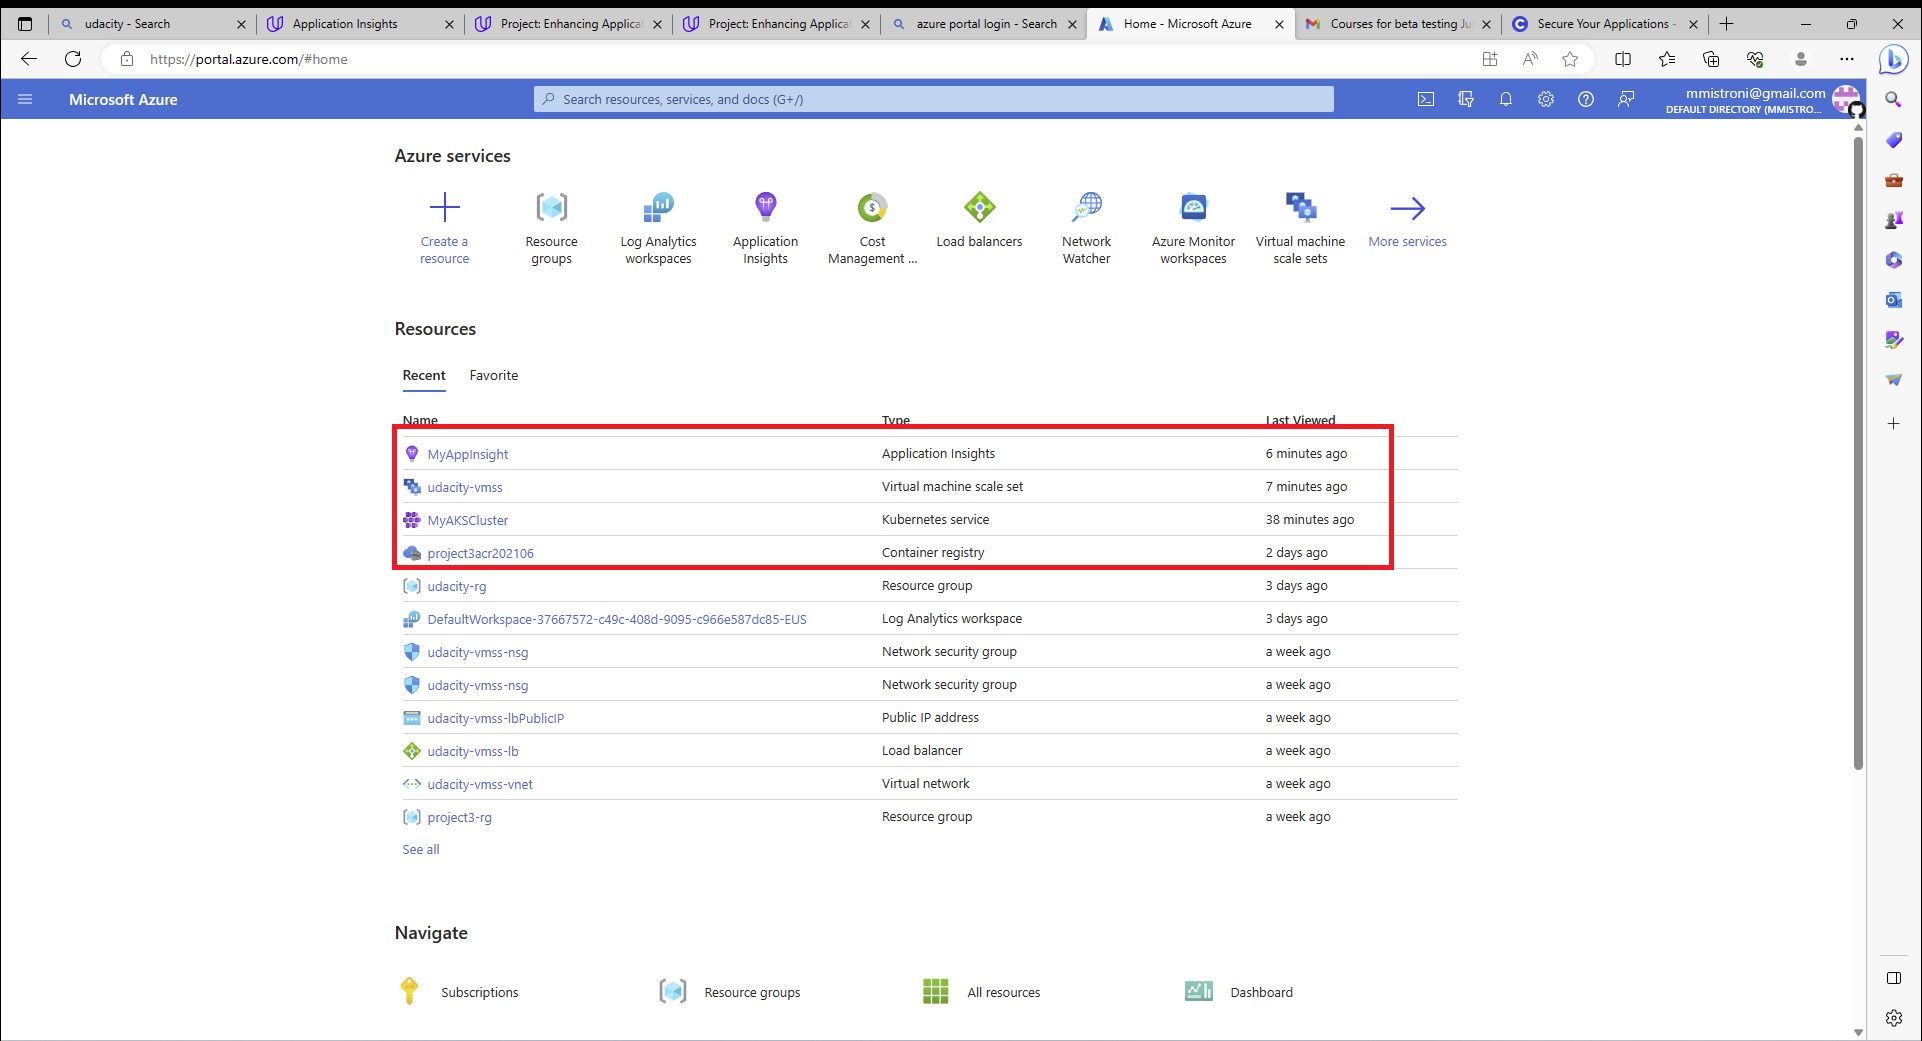 udacity - Search
Application Insights
Project: Enhancing Applica
Project: Enhancing Applica
azure portal login - Search
Home - Microsoft Azure
Courses for beta testing Ju
Secure Your Applications -
https://portal.azure.com/#home
Microsoft Azure
Search resources, services, and docs (G+/)
mmistroni@gmail.com
DEFAULT DIRECTORY (MMISTRO...
Azure services
Create a
resource
Resource
groups
Log Analytics
workspaces
Application
Insights
Cost
Management ...
Load balancers
Network
Watcher
Azure Monitor
workspaces
Virtual machine
scale sets
More services
Resources
Recent
Favorite
Name Type Last Viewed
MyAppInsight Application Insights 6 minutes ago
udacity-vmss Virtual machine scale set 7 minutes ago
MyAKSCluster Kubernetes service 38 minutes ago
project3acr202106 Container registry 2 days ago
udacity-rg Resource group 3 days ago
DefaultWorkspace-37667572-c49c-408d-9095-c966e587dc85-EUS Log Analytics workspace 3 days ago
udacity-vmss-nsg Network security group a week ago
udacity-vmss-nsg Network security group a week ago
udacity-vmss-lbPublicIP Public IP address a week ago
udacity-vmss-lb Load balancer a week ago
udacity-vmss-vnet Virtual network a week ago
project3-rg Resource group a week ago
See all
Navigate
Subscriptions
Resource groups
All resources
Dashboard